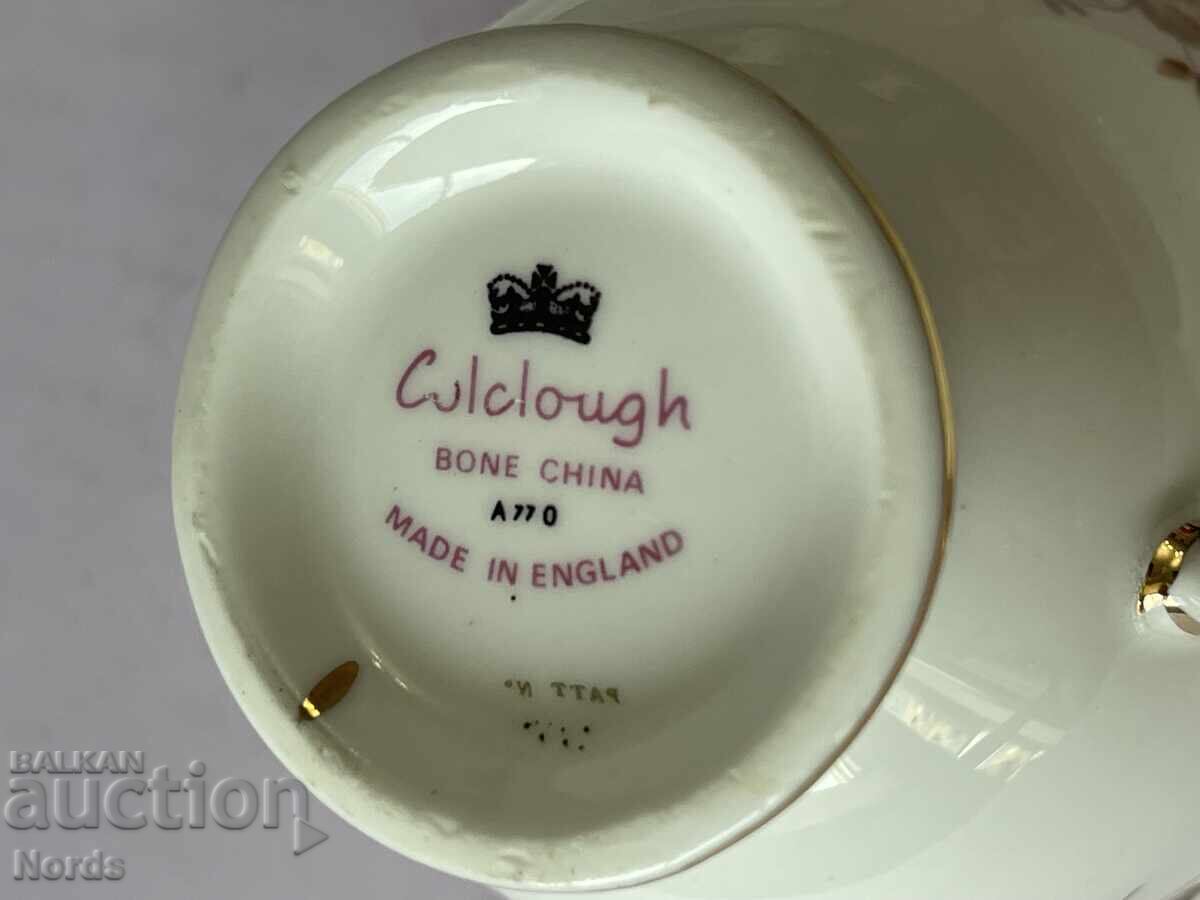 Colclough
BONE CHINA
A770
MADE IN ENGLAND
PATT Nº
BALKAN
auction
Nords